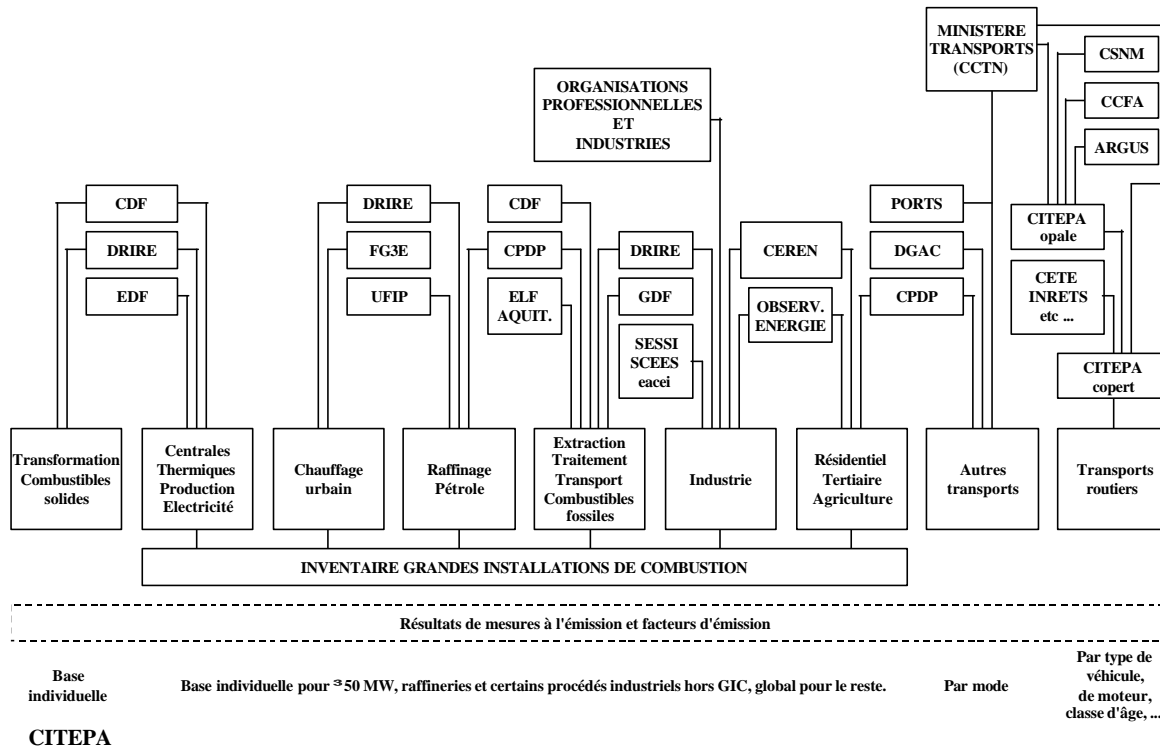 MINISTERE
TRANSPORTS
(CCTN)
CSNM
CCFA
ARGUS
ORGANISATIONS
PROFESSIONNELLES
ET
INDUSTRIES
CDF
DRIRE
EDF
DRIRE
FG3E
UFIP
CDF
CPDP
ELF
AQUIT.
DRIRE
GDF
SESSI
SCEES
eacei
CEREN
OBSERV.
ENERGIE
PORTS
DGAC
CPDP
CITEPA
opale
CETE
INRETS
etc ...
CITEPA
copert
Transformation
Combustibles
solides
Centrales
Thermiques
Production
Electricité
Chauffage
urbain
Raffinage
Pétrole
Extraction
Traitement
Transport
Combustibles
fossiles
Industrie
Résidentiel
Tertiaire
Agriculture
Autres
transports
Transports
routiers
INVENTAIRE GRANDES INSTALLATIONS DE COMBUSTION
Résultats de mesures à l'émission et facteurs d'émission
Base
individuelle
Base individuelle pour ³ 50 MW, raffineries et certains procédés industriels hors GIC, global pour le reste.
Par mode
Par type de
véhicule,
de moteur,
classe d'âge, ...
CITEPA